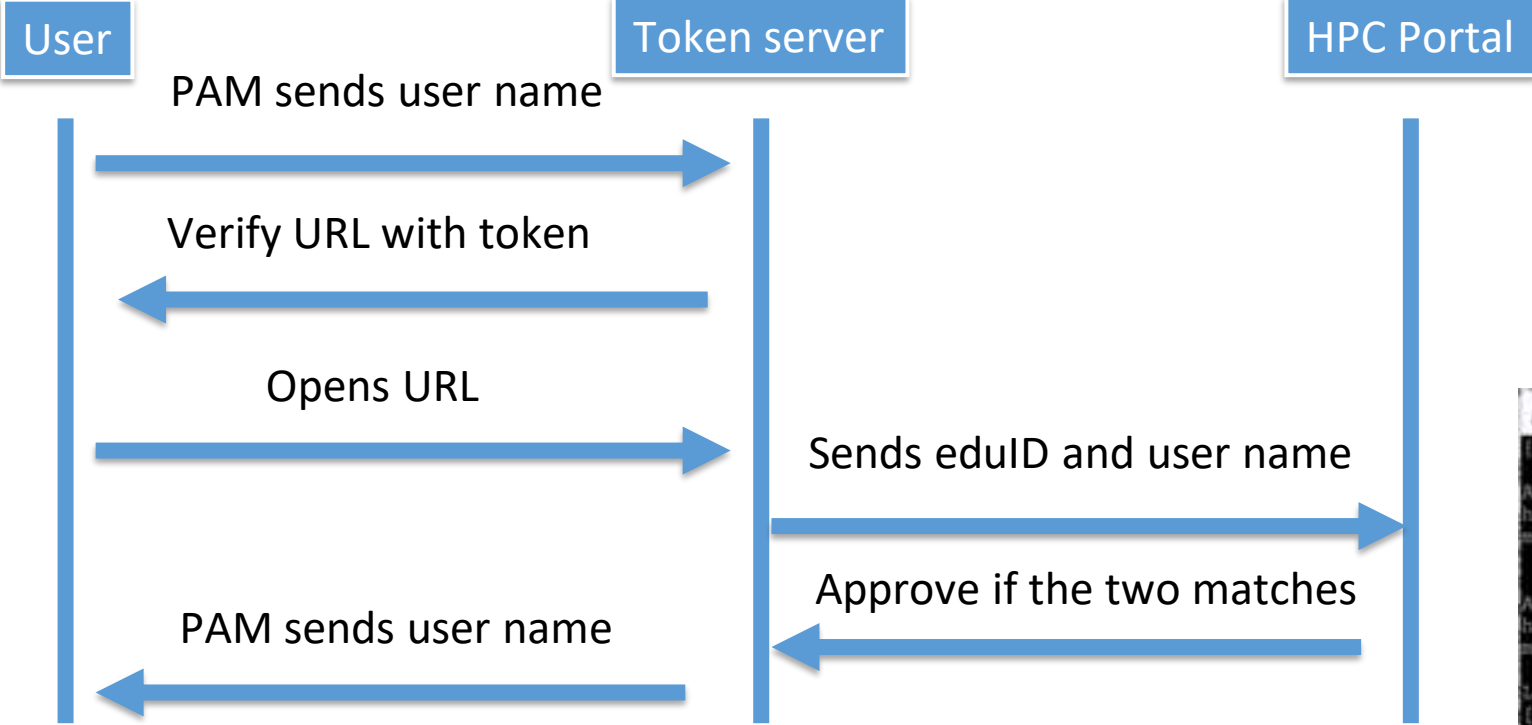 User
Token server
HPC Portal
PAM sends user name
Verify URL with token
Opens URL
Sends eduID and user name
Approve if the two matches
PAM sends user name